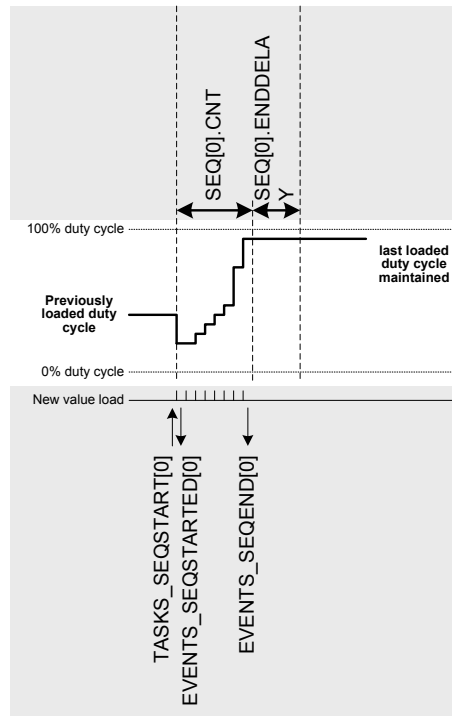 SEQ[0].CNT
SEQ[0].ENDDELA
Y
100% duty cycle
last loaded
duty cycle
maintained
Previously
loaded duty
cycle
0% duty cycle
New value load
TASKS_SEQSTART[0]
EVENTS_SEQSTARTED[0]
EVENTS_SEQEND[0]